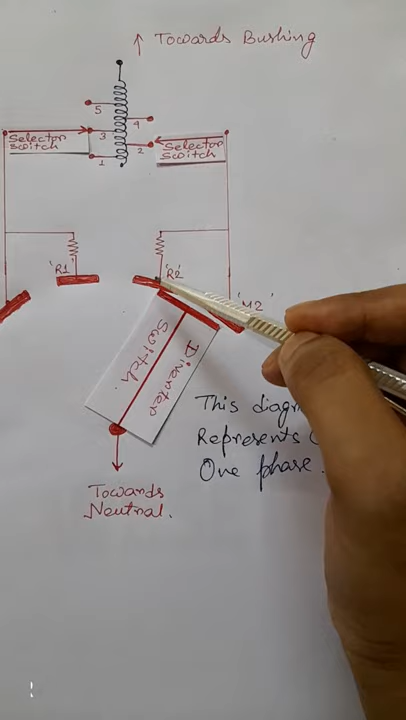 ↑ Towards Bushing
5
4
3
Selector
switch
Selector
switch
2
1
'R1'
'R2
'M2'
Switch.
Diverter
This diag
Represents
One phase.
Towards
Neutral.